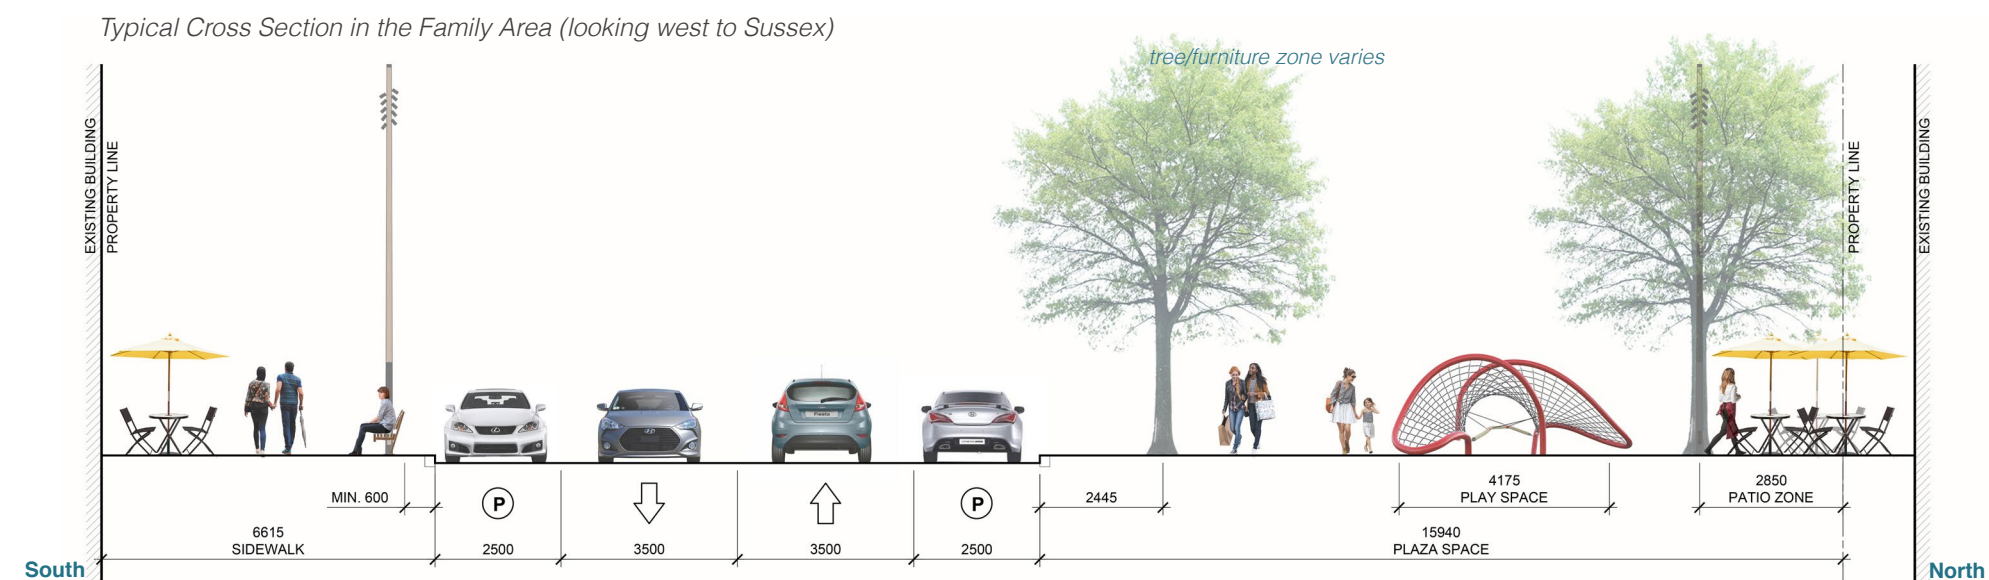 Typical Cross Section in the Family Area (looking west to Sussex)
tree/furniture zone varies
EXISTING BUILDING
PROPERTY LINE
PROPERTY LINE
EXISTING BUILDING
Fiesta
MIN. 600
P
P
2445
4175
PLAY SPACE
2850
PATIO ZONE
6615
SIDEWALK
2500
3500
3500
2500
15940
PLAZA SPACE
South
North